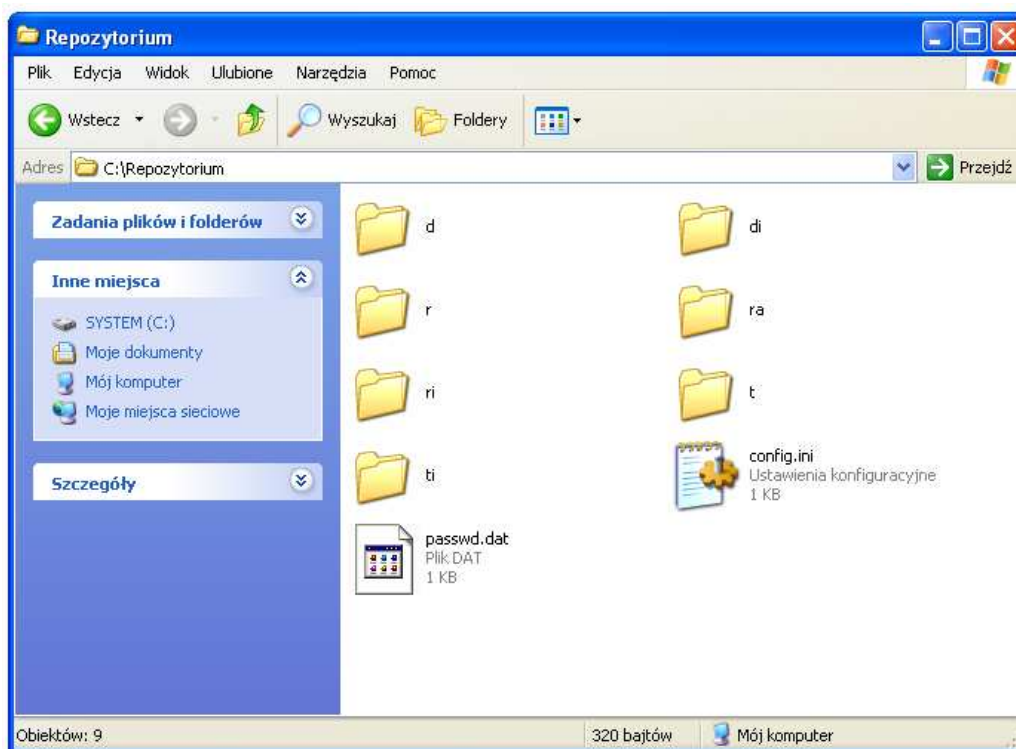 Repozytorium
Plik Edycja Widok Ulubione Narzędzia Pomoc
Wstecz Wyszukaj Foldery
Adres C:\Repozytorium Przejdź
Zadania plików i folderów
Inne miejsca
SYSTEM (C:)
Moje dokumenty
Mój komputer
Moje miejsca sieciowe
Szczegóły
d
di
r
ra
ri
t
ti
config.ini
Ustawienia konfiguracyjne
1 KB
passwd.dat
Plik DAT
1 KB
Obiektów: 9 320 bajtów Mój komputer